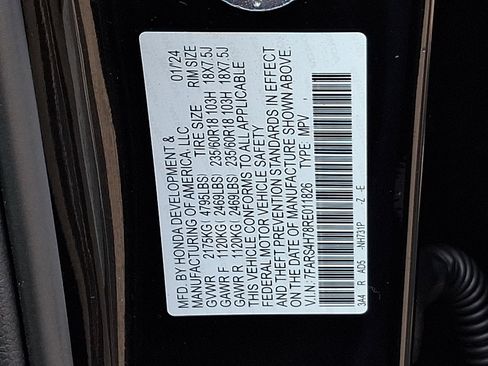 MFD. BY HONDA DEVELOPMENT & 01/24
MANUFACTURING OF AMERICA, LLC
TIRE SIZE RIM SIZE
GVWR 2175KG ( 4795LBS) 235/60R18 103H 18X7.5J
GAWR F 1120KG ( 2469LBS) 235/60R18 103H 18X7.5J
GAWR R 1120KG ( 2469LBS)
THIS VEHICLE CONFORMS TO ALL APPLICABLE
FEDERAL MOTOR VEHICLE SAFETY
AND THEFT PREVENTION STANDARDS IN EFFECT
ON THE DATE OF MANUFACTURE SHOWN ABOVE.
V.I.N. : 7FARS4H78RE011826 TYPE: MPV
3A4 R AD5 -NH731P -Z -E